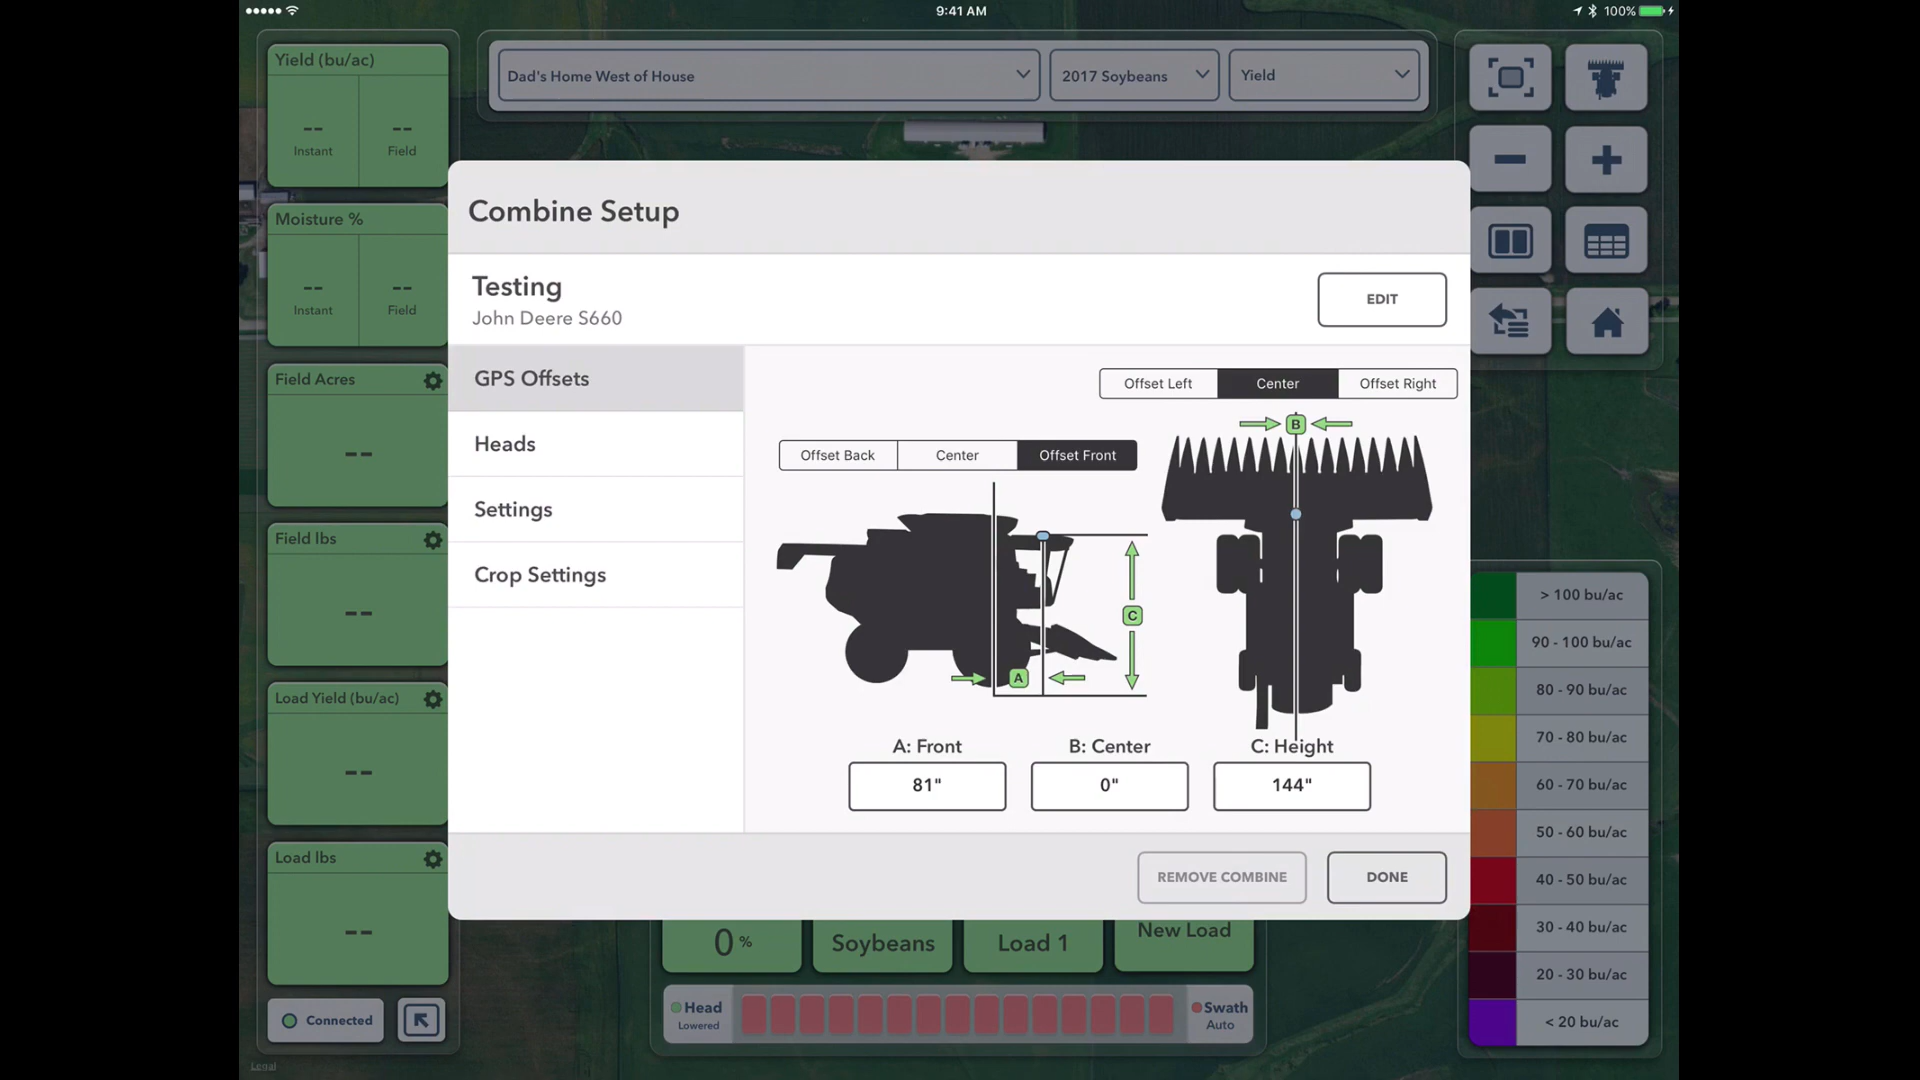 9:41 AM
100%
Yield (bu/ac)
--
--
Instant
Field
Moisture %
--
--
Instant
Field
Field Acres
--
Field lbs
--
Load Yield (bu/ac)
--
Load lbs
--
Connected
Legal
Dad's Home West of House
2017 Soybeans
Yield
Combine Setup
Testing
John Deere S660
EDIT
GPS Offsets
Heads
Settings
Crop Settings
Offset Left
Center
Offset Right
B
Offset Back
Center
Offset Front
C
A
A: Front
B: Center
C: Height
81"
0"
144"
REMOVE COMBINE
DONE
0 %
Soybeans
Load 1
New Load
Head
Lowered
Swath
Auto
> 100 bu/ac
90 - 100 bu/ac
80 - 90 bu/ac
70 - 80 bu/ac
60 - 70 bu/ac
50 - 60 bu/ac
40 - 50 bu/ac
30 - 40 bu/ac
20 - 30 bu/ac
< 20 bu/ac